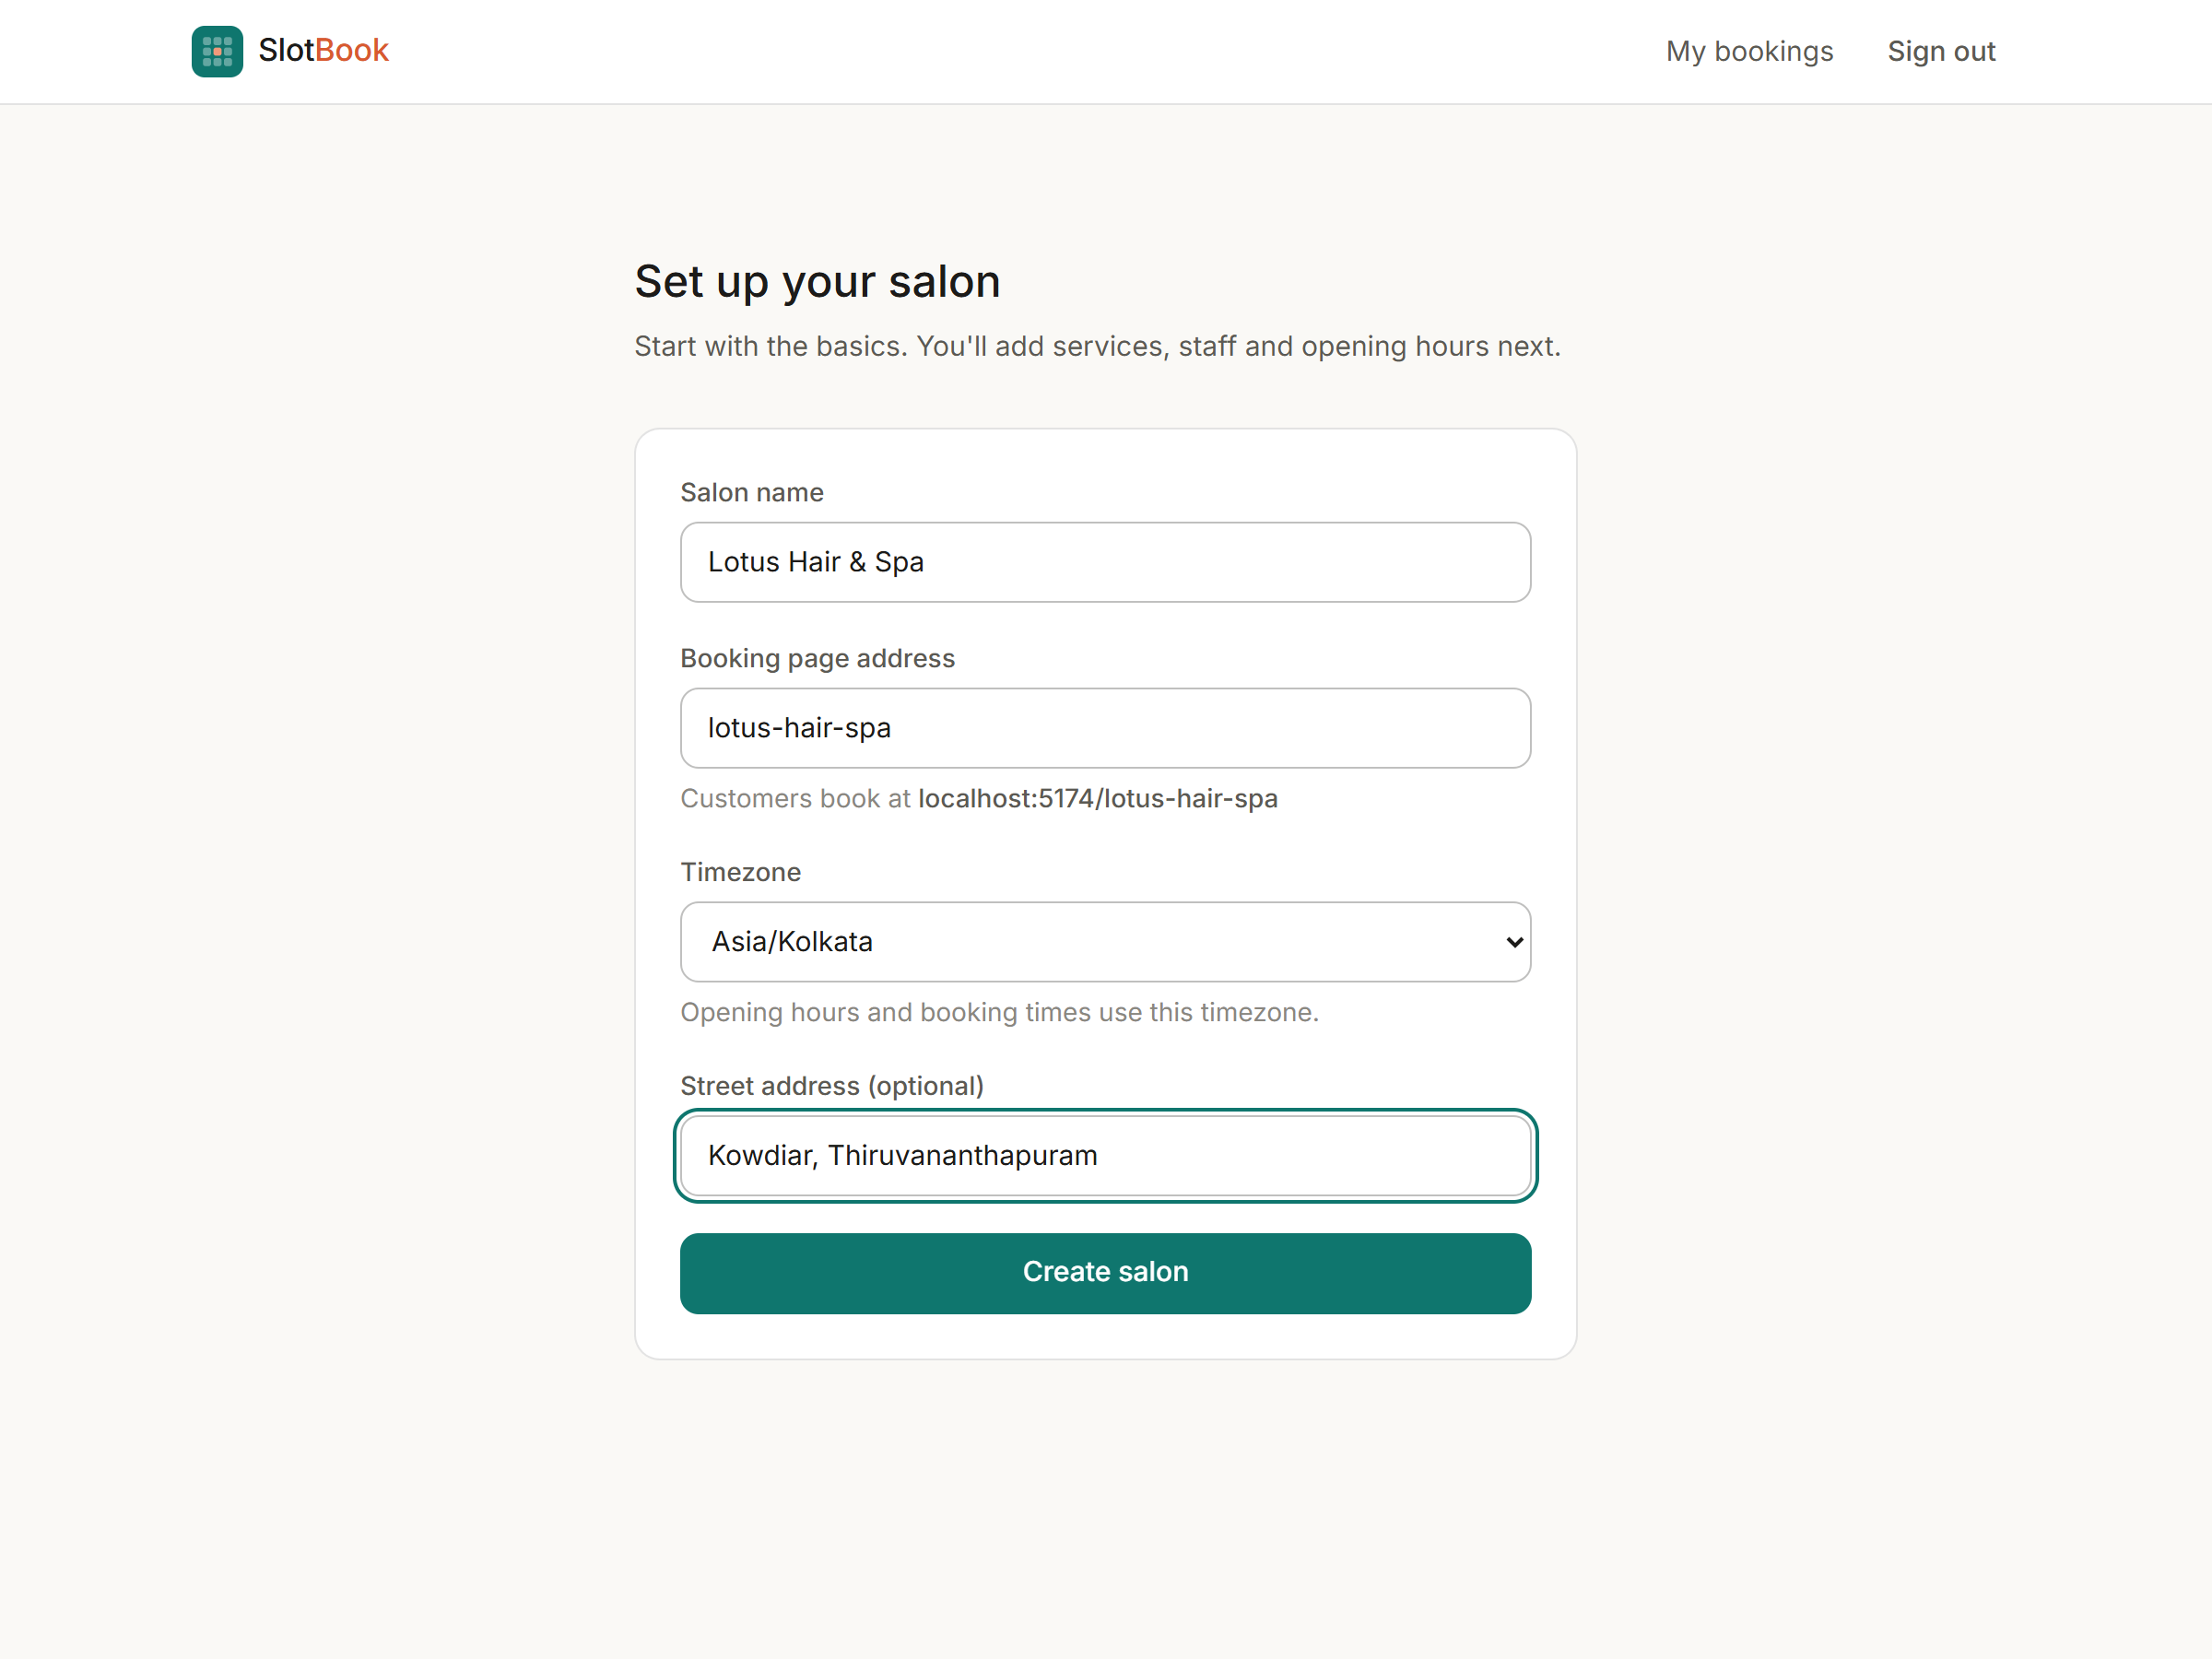 SlotBook
My bookings
Sign out
Set up your salon
Start with the basics. You'll add services, staff and opening hours next.
Salon name
Lotus Hair & Spa
Booking page address
lotus-hair-spa
Customers book at localhost:5174/lotus-hair-spa
Timezone
Asia/Kolkata
Opening hours and booking times use this timezone.
Street address (optional)
Kowdiar, Thiruvananthapuram
Create salon